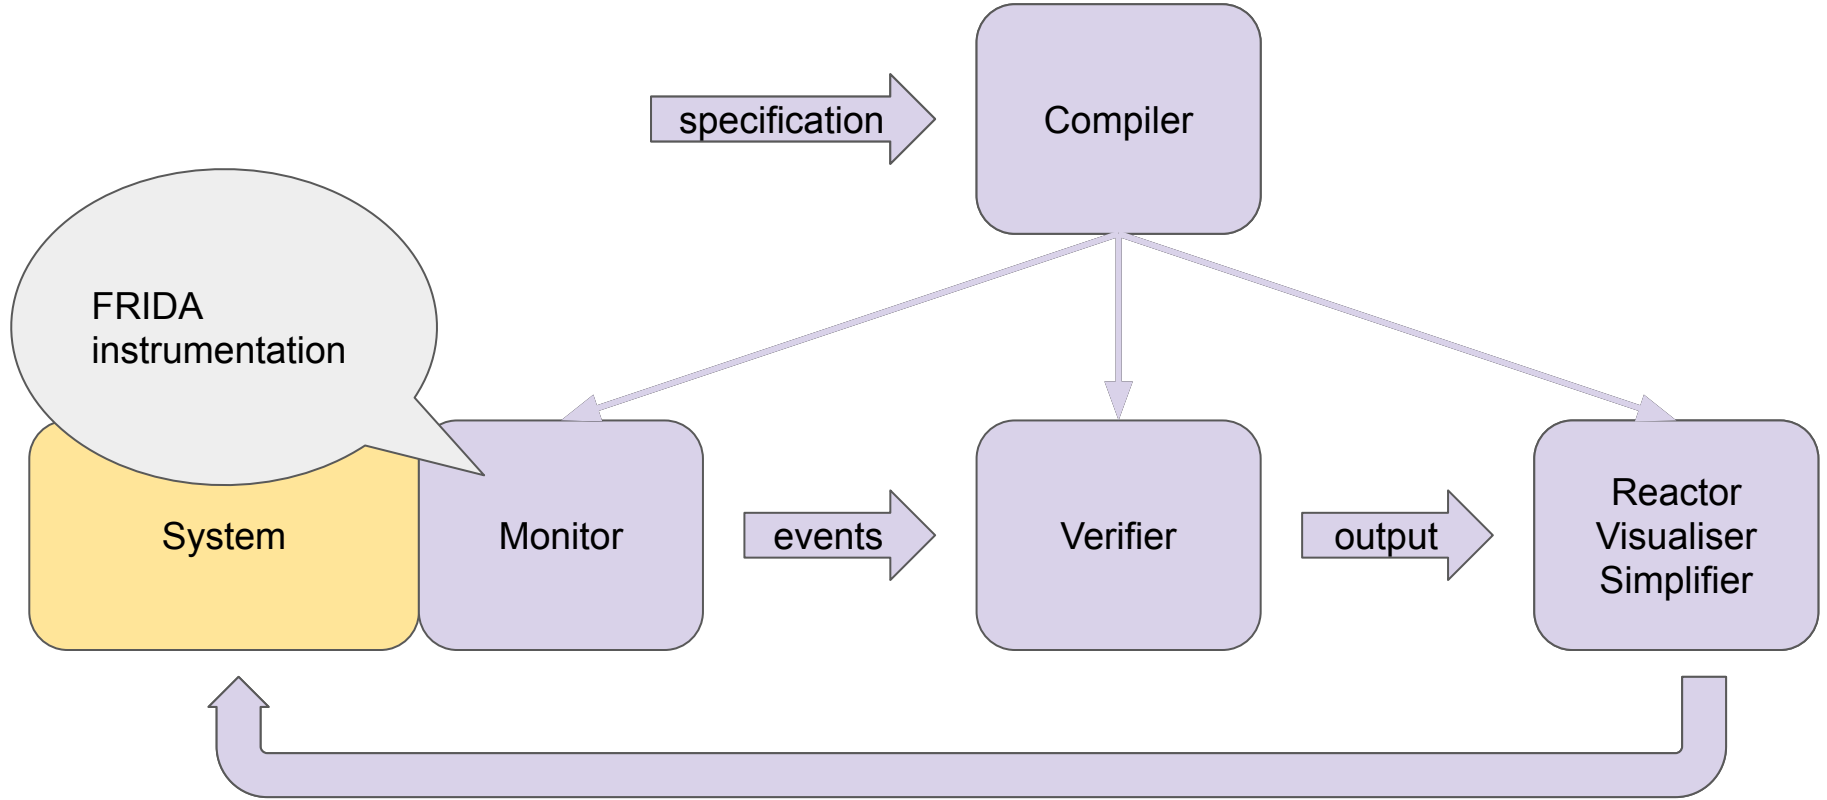 specification
Compiler
FRIDA
instrumentation
System
Monitor
events
Verifier
output
Reactor
Visualiser
Simplifier